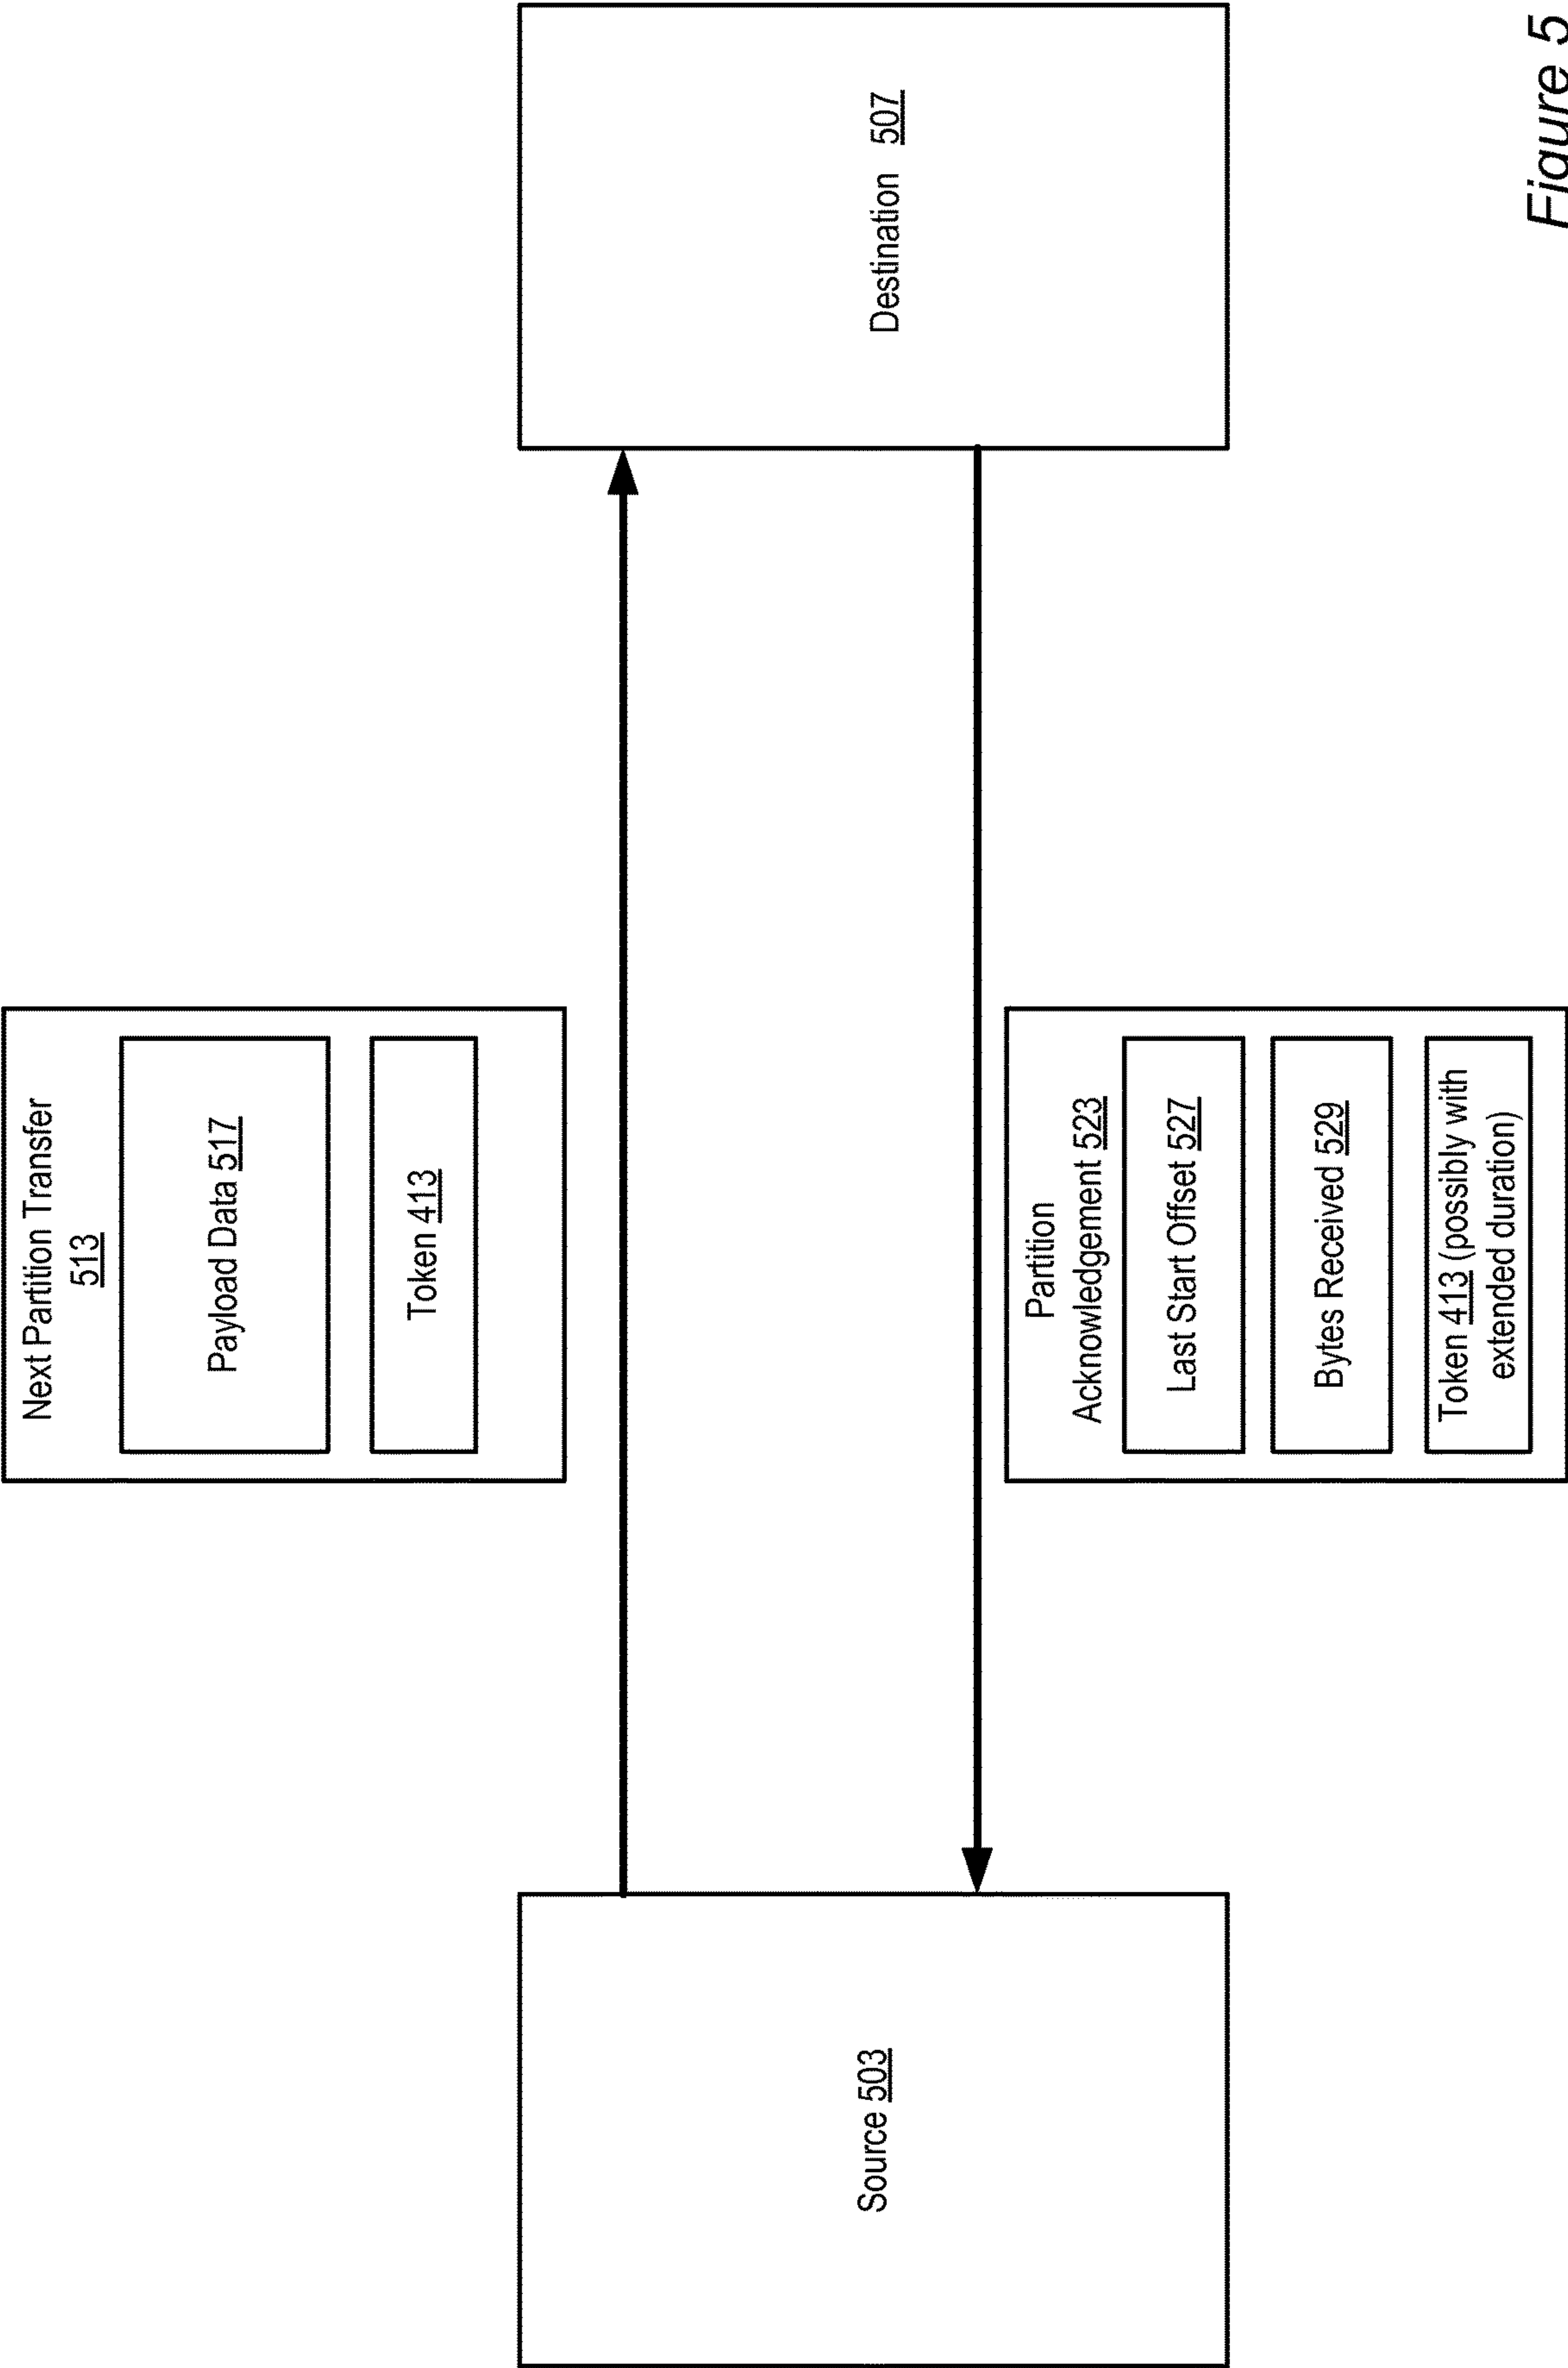 Next Partition Transfer
513
Payload Data 517
Token 413
Source 503
Destination 507
Partition
Acknowledgement 523
Last Start Offset 527
Bytes Received 529
Token 413 (possibly with
extended duration)
Figure 5